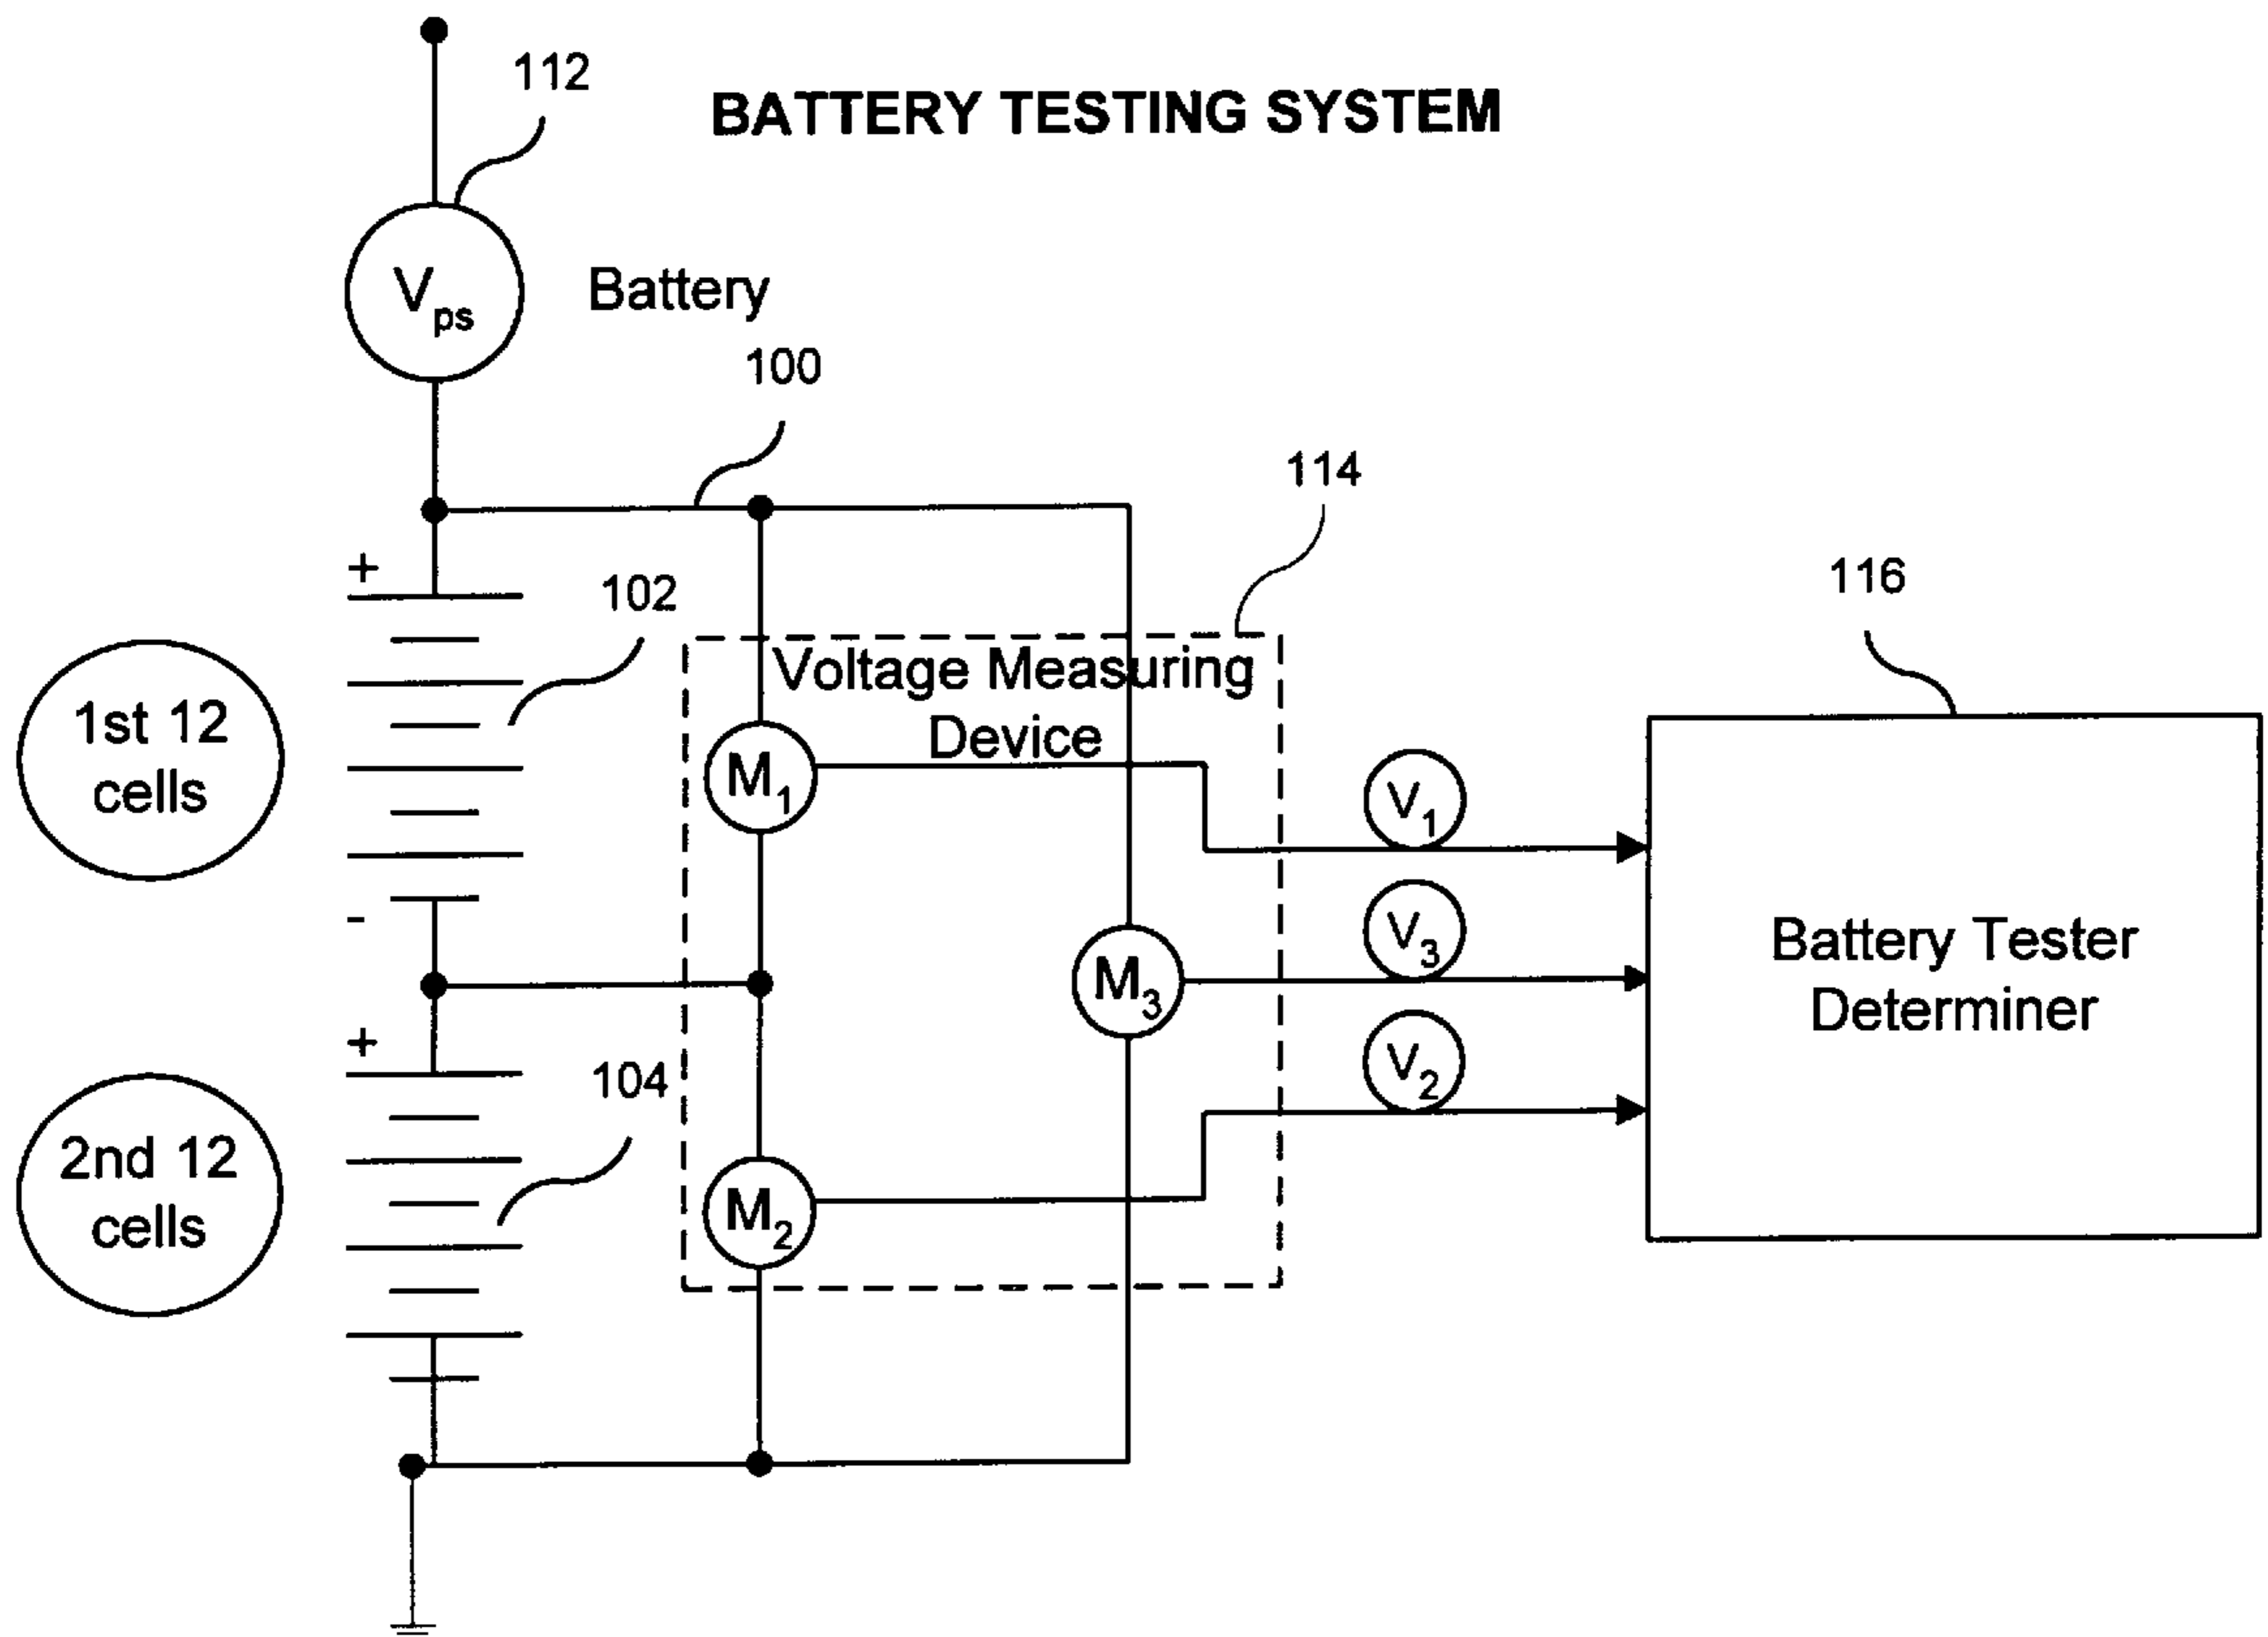 112
BATTERY TESTING SYSTEM
Vps
Battery
100
114
+
102
116
1st 12
cells
Voltage Measuring
Device
M1
V1
-
V3
M3
Battery Tester
Determiner
+
104
V2
2nd 12
cells
M2